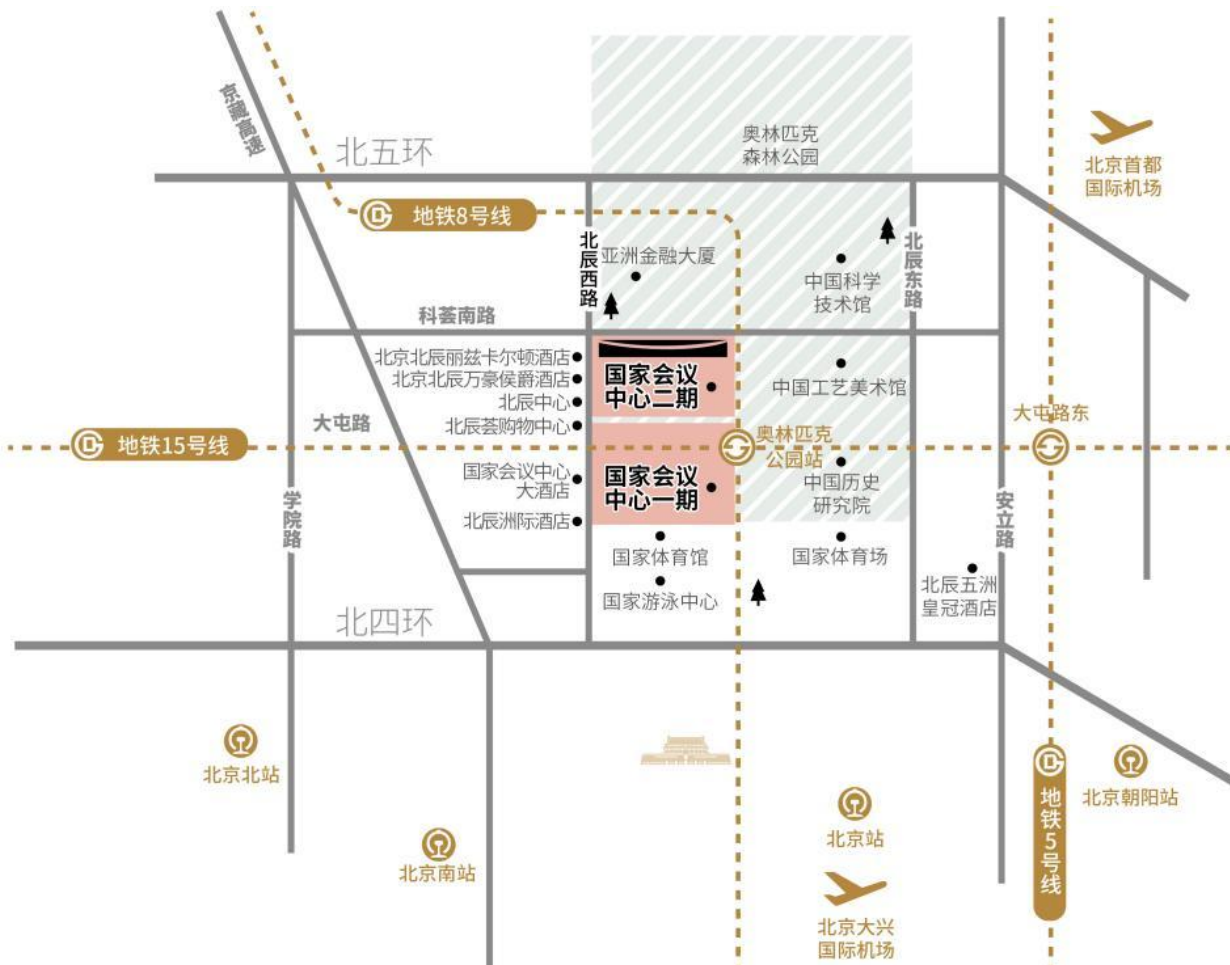 京藏高速
北五环
奥林匹克
森林公园
北京首都
国际机场
地铁8号线
北辰西路
亚洲金融大厦
北辰东路
中国科学
技术馆
科荟南路
北京北辰丽兹卡尔顿酒店
北京北辰万豪侯爵酒店
北辰中心
北辰荟购物中心
国家会议
中心二期
中国工艺美术馆
大屯路
大屯路东
地铁15号线
奥林匹克
公园站
国家会议中心
大酒店
国家会议
中心一期
中国历史
研究院
学院路
安立路
北辰洲际酒店
国家体育馆
国家体育场
国家游泳中心
北辰五洲
皇冠酒店
北四环
北京北站
北京朝阳站
地铁5号线
北京站
北京南站
北京大兴
国际机场